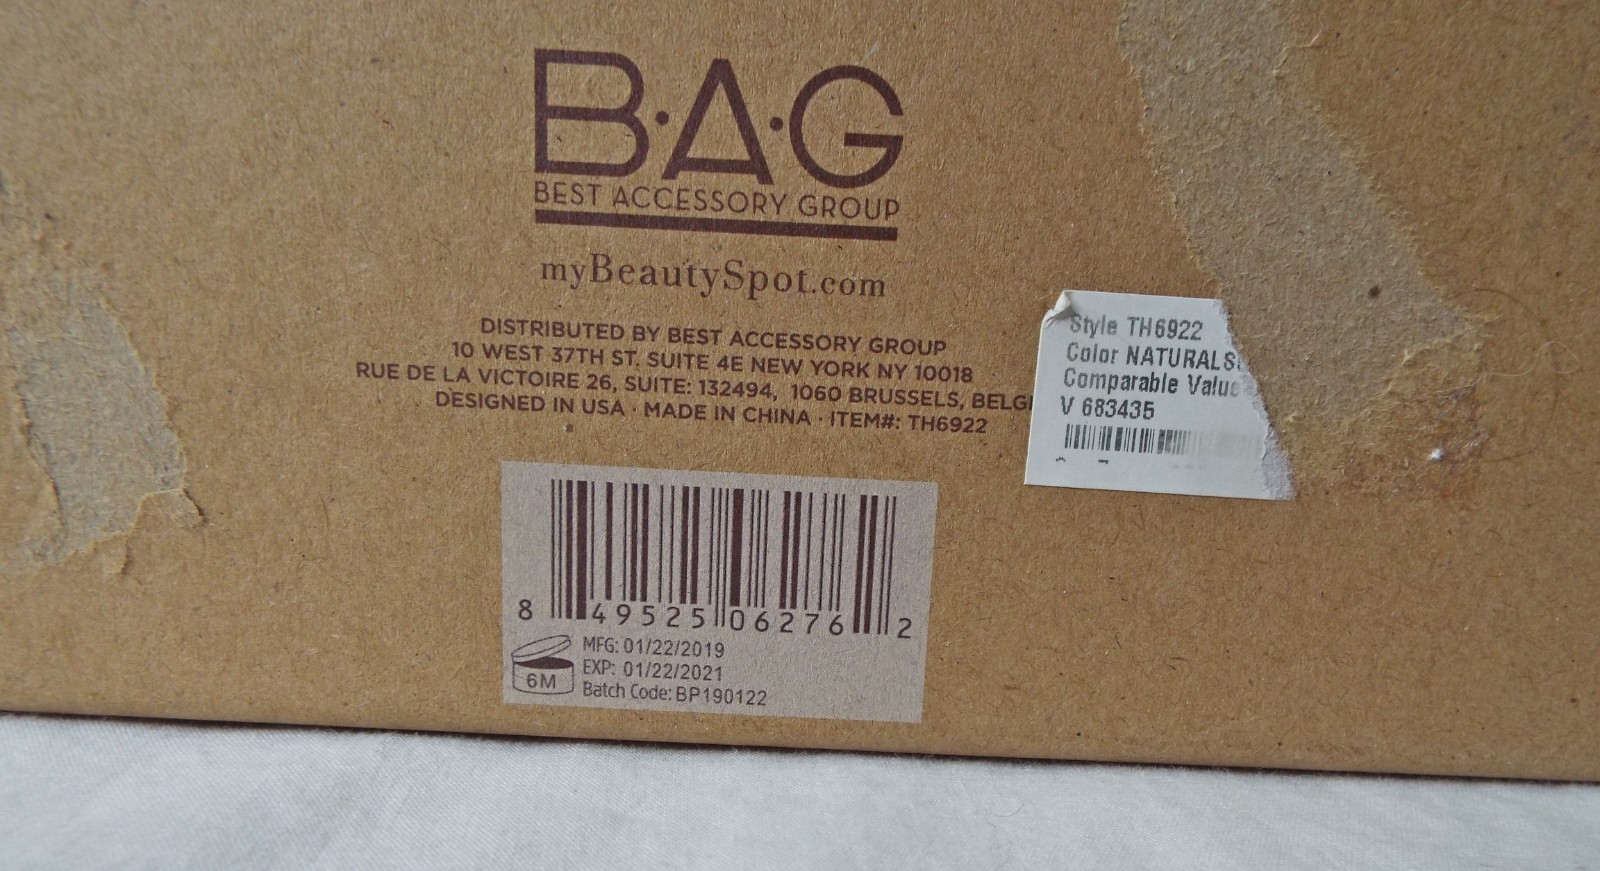 B·A·G
BEST ACCESSORY GROUP
myBeautySpot.com
DISTRIBUTED BY BEST ACCESSORY GROUP
10 WEST 37TH ST. SUITE 4E NEW YORK NY 10018
RUE DE LA VICTOIRE 26, SUITE: 132494, 1060 BRUSSELS, BELGI
DESIGNED IN USA · MADE IN CHINA · ITEM#: TH6922
Style TH6922
Color NATURALS
Comparable Value
V 683435
8 49525 06276 2
MFG: 01/22/2019
EXP: 01/22/2021
Batch Code: BP190122
6M